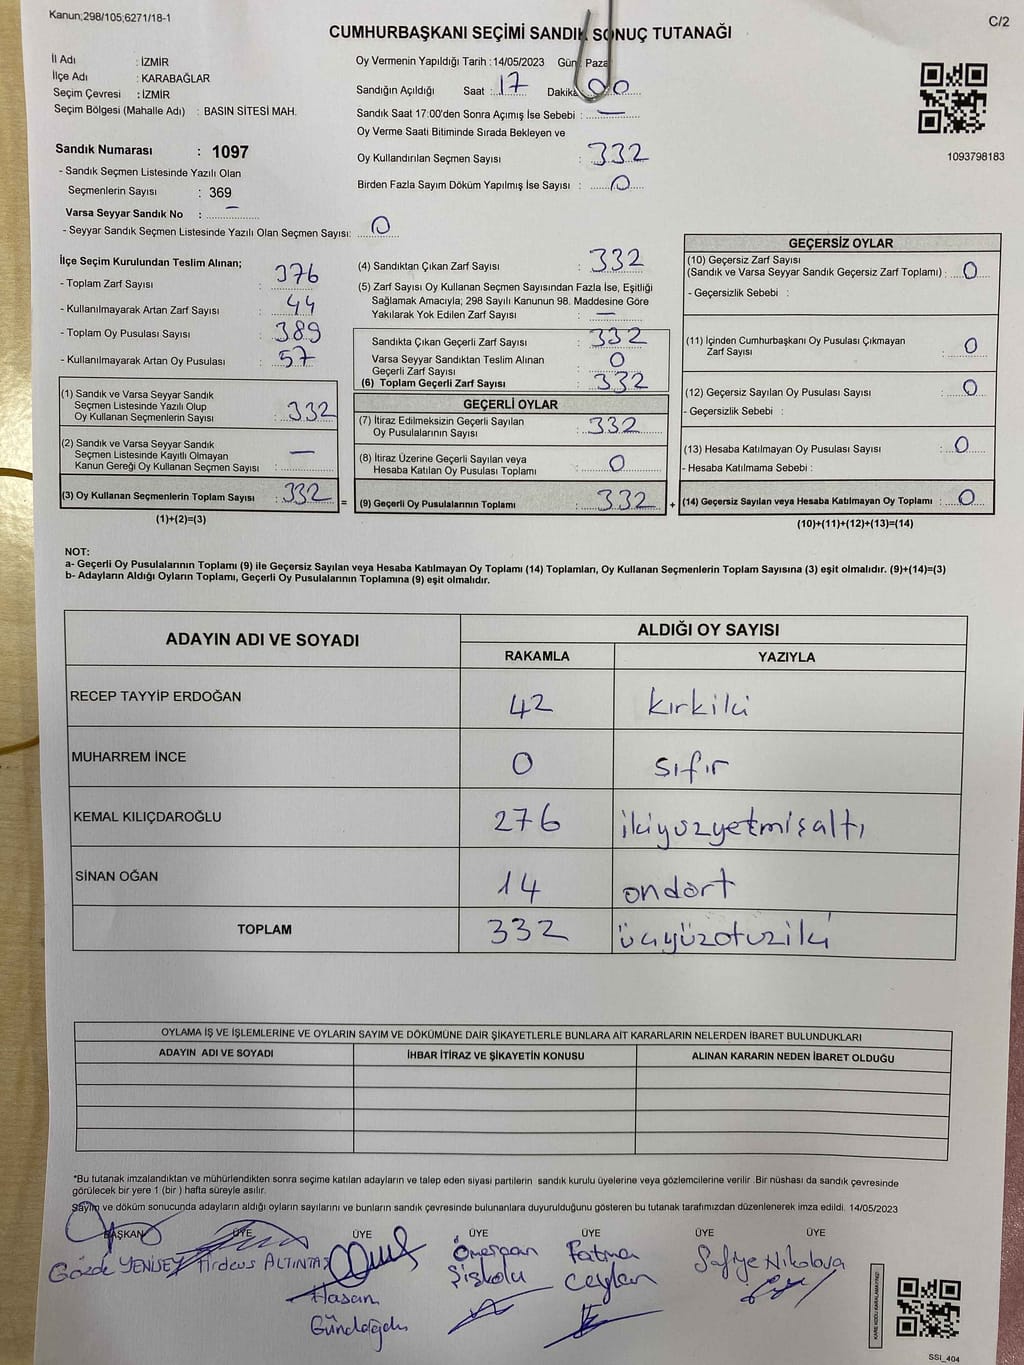 Kanun;298/105;6271/18-1
C/2
CUMHURBAŞKANI SEÇİMİ SANDIK SONUÇ TUTANAĞI
İl Adı : İZMİR
İlçe Adı : KARABAĞLAR
Seçim Çevresi : İZMİR
Seçim Bölgesi (Mahalle Adı) : BASIN SİTESİ MAH.
Sandık Numarası : 1097
- Sandık Seçmen Listesinde Yazılı Olan
Seçmenlerin Sayısı : 369
Varsa Seyyar Sandık No : -
- Seyyar Sandık Seçmen Listesinde Yazılı Olan Seçmen Sayısı: 0
Oy Vermenin Yapıldığı Tarih : 14/05/2023 Gün: Pazar
Sandığın Açıldığı Saat : 17 Dakika 00
Sandık Saat 17:00'den Sonra Açımış İse Sebebi : -
Oy Verme Saati Bitiminde Sırada Bekleyen ve
Oy Kullandırılan Seçmen Sayısı : 332
Birden Fazla Sayım Döküm Yapılmış İse Sayısı : 0
1093798183
İlçe Seçim Kurulundan Teslim Alınan;
- Toplam Zarf Sayısı : 376
- Kullanılmayarak Artan Zarf Sayısı : 44
- Toplam Oy Pusulası Sayısı : 389
- Kullanılmayarak Artan Oy Pusulası : 57
(1) Sandık ve Varsa Seyyar Sandık
Seçmen Listesinde Yazılı Olup
Oy Kullanan Seçmenlerin Sayısı : 332
(2) Sandık ve Varsa Seyyar Sandık
Seçmen Listesinde Kayıtlı Olmayan
Kanun Gereği Oy Kullanan Seçmen Sayısı : -
(3) Oy Kullanan Seçmenlerin Toplam Sayısı : 332
(1)+(2)=(3)
(4) Sandıktan Çıkan Zarf Sayısı : 332
(5) Zarf Sayısı Oy Kullanan Seçmen Sayısından Fazla İse, Eşitliği
Sağlamak Amacıyla; 298 Sayılı Kanunun 98. Maddesine Göre
Yakılarak Yok Edilen Zarf Sayısı : -
Sandıkta Çıkan Geçerli Zarf Sayısı : 332
Varsa Seyyar Sandıktan Teslim Alınan
Geçerli Zarf Sayısı : 0
(6) Toplam Geçerli Zarf Sayısı : 332
GEÇERLİ OYLAR
(7) İtiraz Edilmeksizin Geçerli Sayılan
Oy Pusulalarının Sayısı : 332
(8) İtiraz Üzerine Geçerli Sayılan veya
Hesaba Katılan Oy Pusulası Toplamı : 0
= (9) Geçerli Oy Pusulalarının Toplamı : 332
GEÇERSİZ OYLAR
(10) Geçersiz Zarf Sayısı
(Sandık ve Varsa Seyyar Sandık Geçersiz Zarf Toplamı) : 0
- Geçersizlik Sebebi :
(11) İçinden Cumhurbaşkanı Oy Pusulası Çıkmayan
Zarf Sayısı : 0
(12) Geçersiz Sayılan Oy Pusulası Sayısı : 0
- Geçersizlik Sebebi :
(13) Hesaba Katılmayan Oy Pusulası Sayısı : 0
- Hesaba Katılmama Sebebi :
+ (14) Geçersiz Sayılan veya Hesaba Katılmayan Oy Toplamı : 0
(10)+(11)+(12)+(13)=(14)
NOT:
a- Geçerli Oy Pusulalarının Toplamı (9) ile Geçersiz Sayılan veya Hesaba Katılmayan Oy Toplamı (14) Toplamları, Oy Kullanan Seçmenlerin Toplam Sayısına (3) eşit olmalıdır. (9)+(14)=(3)
b- Adayların Aldığı Oyların Toplamı, Geçerli Oy Pusulalarının Toplamına (9) eşit olmalıdır.
ADAYIN ADI VE SOYADI ALDIĞI OY SAYISI
RAKAMLA YAZIYLA
RECEP TAYYİP ERDOĞAN 42 kırkiki
MUHARREM İNCE 0 sıfır
KEMAL KILIÇDAROĞLU 276 ikiyüzyetmişaltı
SİNAN OĞAN 14 ondört
TOPLAM 332 üçyüzotuziki
OYLAMA İŞ VE İŞLEMLERİNE VE OYLARIN SAYIM VE DÖKÜMÜNE DAİR ŞİKAYETLERLE BUNLARA AİT KARARLARIN NELERDEN İBARET BULUNDUKLARI
ADAYIN ADI VE SOYADI İHBAR İTİRAZ VE ŞİKAYETİN KONUSU ALINAN KARARIN NEDEN İBARET OLDUĞU
*Bu tutanak imzalandıktan ve mühürlendikten sonra seçime katılan adayların ve talep eden siyasi partilerin sandık kurulu üyelerine veya gözlemcilerine verilir .Bir nüshası da sandık çevresinde
görülecek bir yere 1 (bir ) hafta süreyle asılır.
Sayım ve döküm sonucunda adayların aldığı oyların sayılarını ve bunların sandık çevresinde bulunanlara duyurulduğunu gösteren bu tutanak tarafımızdan düzenlenerek imza edildi. 14/05/2023
BAŞKAN ÜYE ÜYE ÜYE ÜYE ÜYE ÜYE
Gözde YENİSEY Firdevs ALTINTAŞ
Hasan
Gündoğdu
Ömercan
Şişkolu
Fatma
Ceylan
Safiye Nikolova
KARE KODU KARALAMAYINIZ!
SSI_404